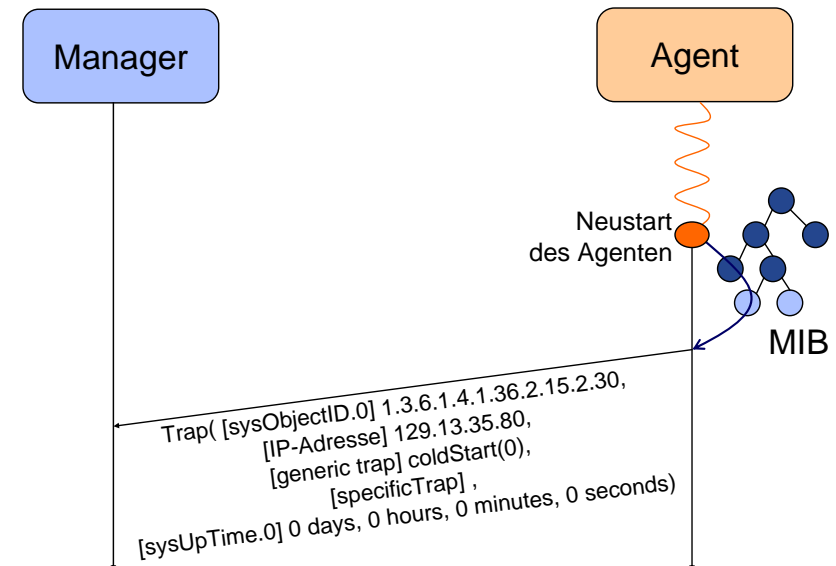 Manager
Agent
Neustart
des Agenten
MIB
Trap( [sysObjectID.0] 1.3.6.1.4.1.36.2.15.2.30,
[IP-Adresse] 129.13.35.80,
[generic trap] coldStart(0),
[specificTrap] ,
[sysUpTime.0] 0 days, 0 hours, 0 minutes, 0 seconds)